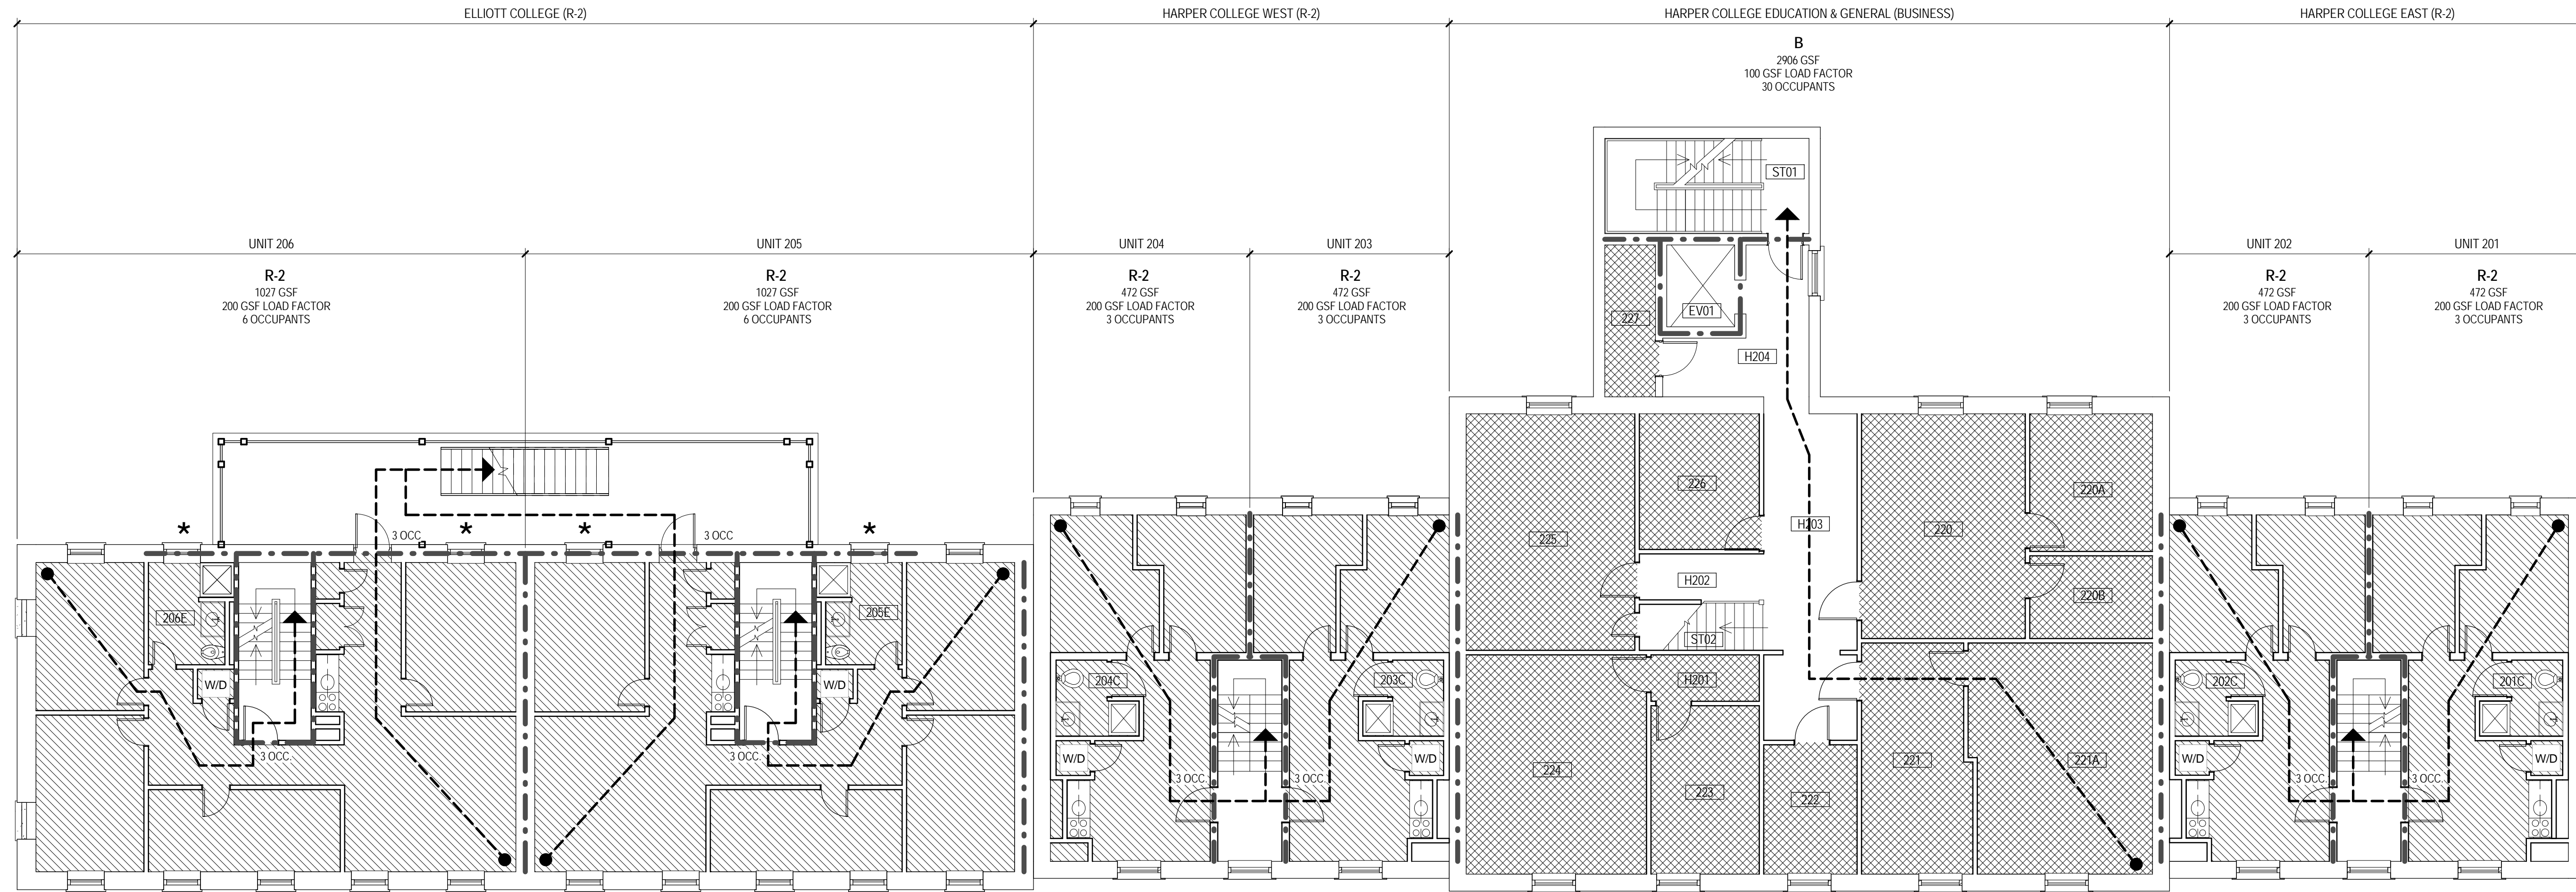 ELLIOTT COLLEGE (R-2)
HARPER COLLEGE WEST (R-2)
HARPER COLLEGE EDUCATION & GENERAL (BUSINESS)
HARPER COLLEGE EAST (R-2)
B
2906 GSF
100 GSF LOAD FACTOR
30 OCCUPANTS
UNIT 206
UNIT 205
UNIT 204
UNIT 203
UNIT 202
UNIT 201
R-2
1027 GSF
200 GSF LOAD FACTOR
6 OCCUPANTS
R-2
1027 GSF
200 GSF LOAD FACTOR
6 OCCUPANTS
R-2
472 GSF
200 GSF LOAD FACTOR
3 OCCUPANTS
R-2
472 GSF
200 GSF LOAD FACTOR
3 OCCUPANTS
R-2
472 GSF
200 GSF LOAD FACTOR
3 OCCUPANTS
R-2
472 GSF
200 GSF LOAD FACTOR
3 OCCUPANTS
ST01
EV01
227
H204
*
*
*
*
3 OCC
3 OCC
206E
205E
W/D
W/D
3 OCC.
3 OCC.
204C
203C
W/D
W/D
3 OCC.
3 OCC.
225
226
H203
220
220A
220B
H202
ST02
H201
224
223
222
221
221A
202C
201C
W/D
W/D
3 OCC.
3 OCC.